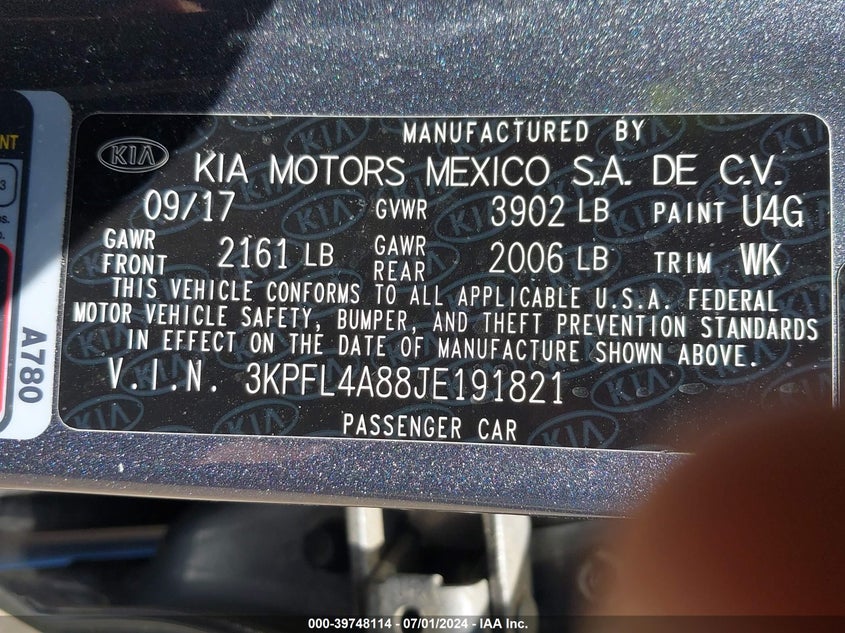 MANUFACTURED BY
KIA KIA MOTORS MEXICO S.A. DE C.V.
09/17 GVWR 3902 LB PAINT U4G
GAWR FRONT 2161 LB GAWR REAR 2006 LB TRIM WK
THIS VEHICLE CONFORMS TO ALL APPLICABLE U.S.A. FEDERAL
MOTOR VEHICLE SAFETY, BUMPER, AND THEFT PREVENTION STANDARDS
IN EFFECT ON THE DATE OF MANUFACTURE SHOWN ABOVE.
V.I.N. 3KPFL4A88JE191821
PASSENGER CAR
A780
000-39748114 - 07/01/2024 - IAA Inc.